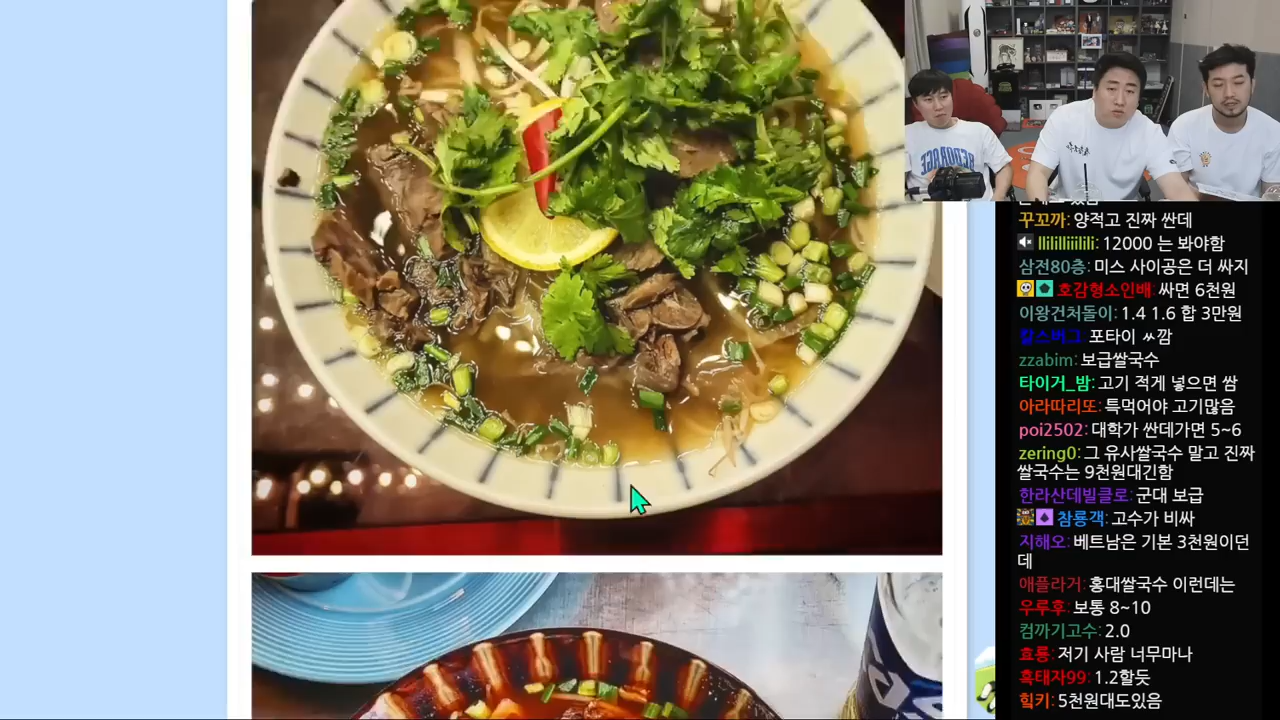 꾸꼬까: 양적고 진짜 싼데
llilılliiilili: 12000 는 봐야함
삼전80층: 미스 사이공은 더 싸지
호감형소인배: 싸면 6천원
이왕건처돌이: 1.4 1.6 합 3만원
칼스버그: 포타이 ㅆ깜
zzabim: 보급쌀국수
타이거_밤: 고기 적게 넣으면 쌈
아라따리또: 특먹어야 고기많음
poi2502: 대학가 싼데가면 5~6
zering0: 그 유사쌀국수 말고 진짜
쌀국수는 9천원대긴함
한라산데빌클로: 군대 보급
참룡객: 고수가 비싸
지해오: 베트남은 기본 3천원이던
데
애플라거: 홍대쌀국수 이런데는
우루후: 보통 8~10
컴까기고수: 2.0
효룡: 저기 사람 너무마나
흑태자99: 1.2할듯
힠키: 5천원대도있음